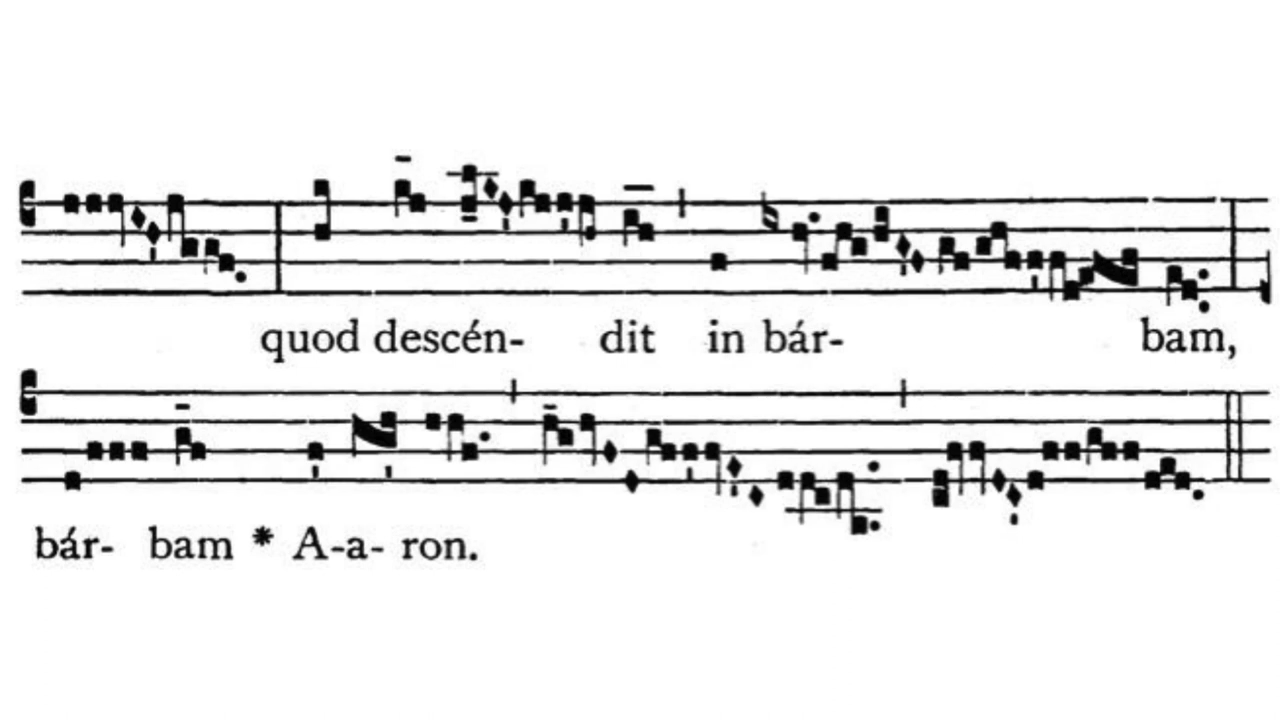 quod descén- dit in bár- bam,
bár- bam * A-a- ron.